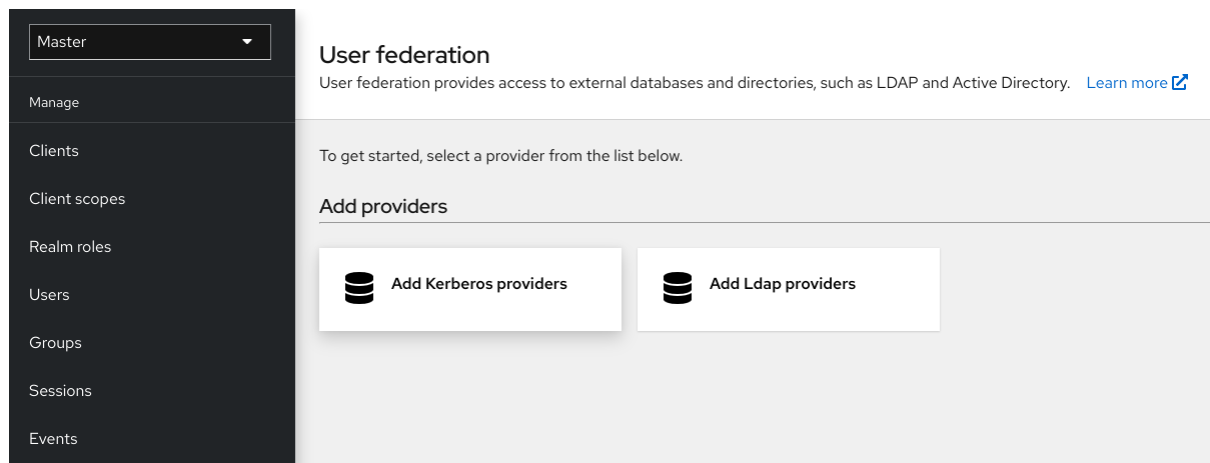 Master
Manage
Clients
Client scopes
Realm roles
Users
Groups
Sessions
Events
User federation
User federation provides access to external databases and directories, such as LDAP and Active Directory. Learn more
To get started, select a provider from the list below.
Add providers
Add Kerberos providers
Add Ldap providers